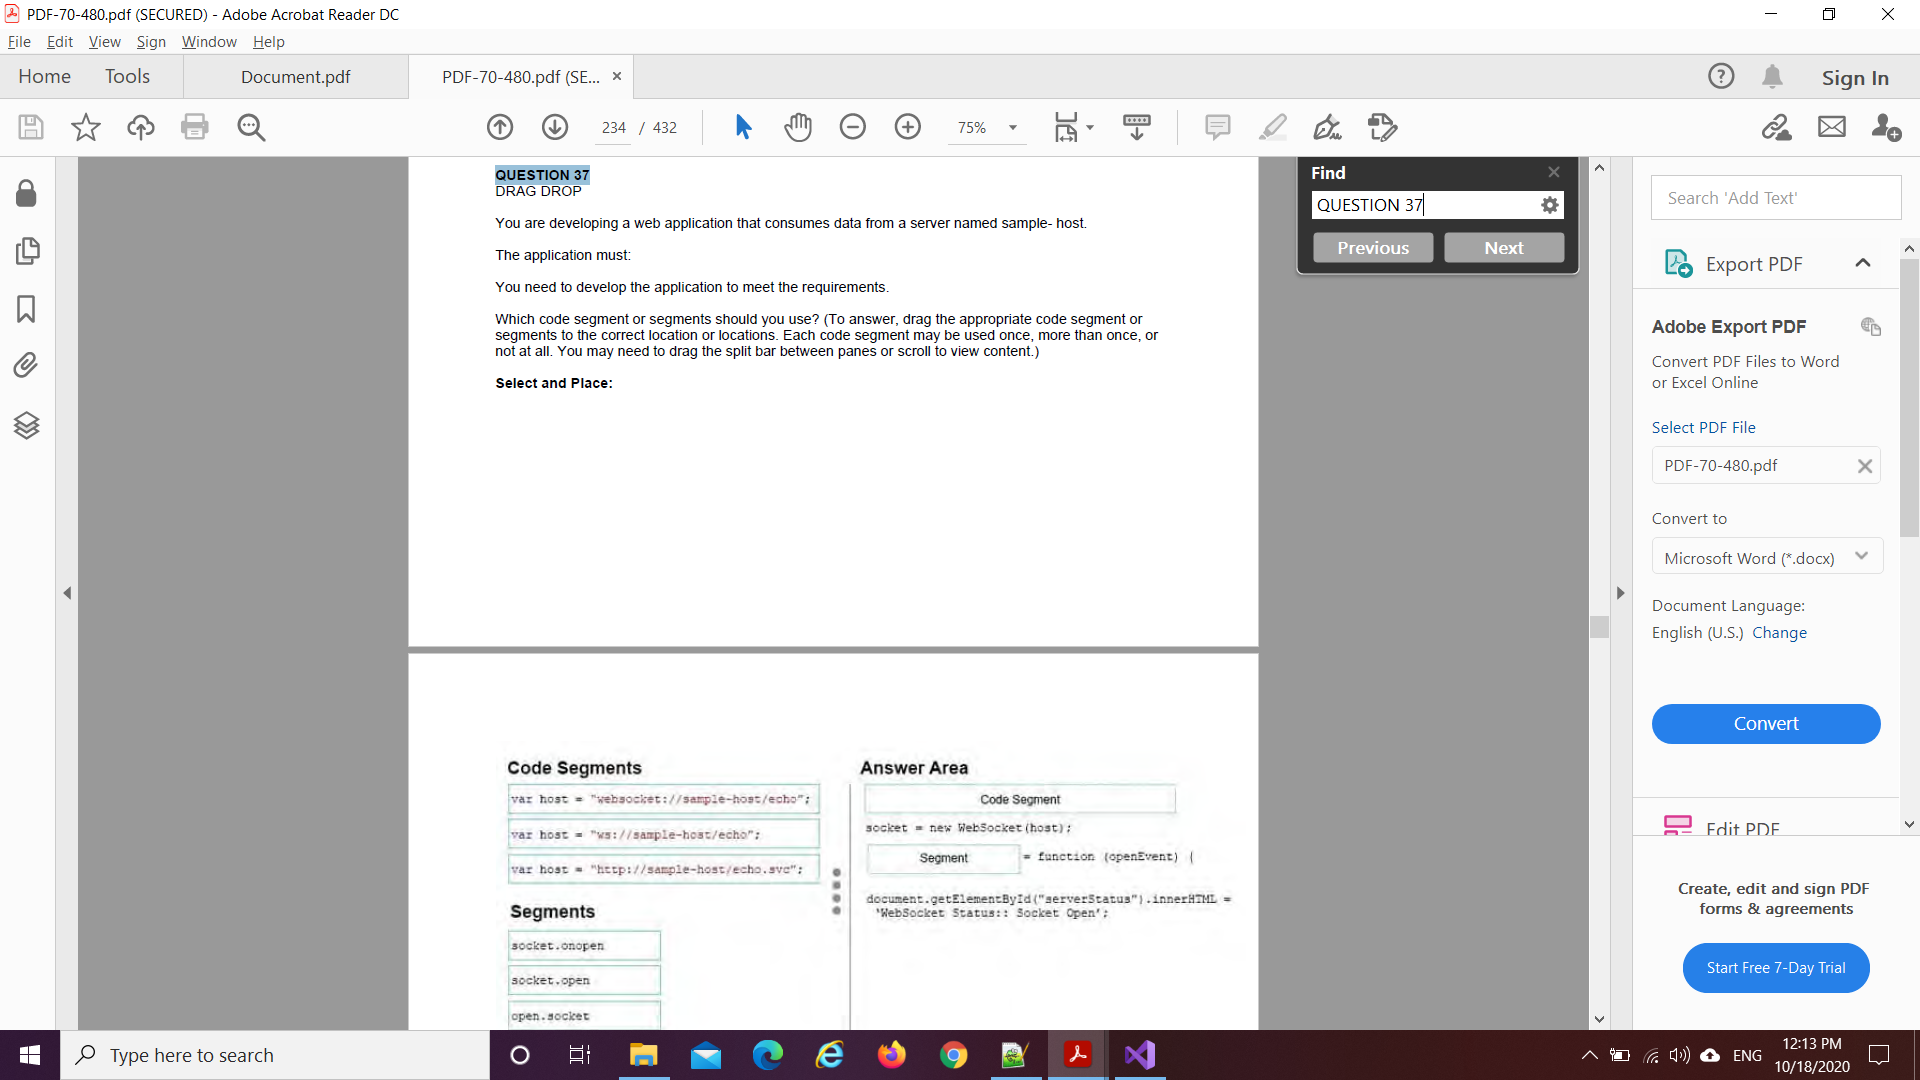 PDF-70-480.pdf (SECURED) - Adobe Acrobat Reader DC
File Edit View Sign Window Help
Home Tools Document.pdf PDF-70-480.pdf (SE... × Sign In
234 / 432 75%
QUESTION 37
DRAG DROP
You are developing a web application that consumes data from a server named sample- host.
The application must:
You need to develop the application to meet the requirements.
Which code segment or segments should you use? (To answer, drag the appropriate code segment or
segments to the correct location or locations. Each code segment may be used once, more than once, or
not at all. You may need to drag the split bar between panes or scroll to view content.)
Select and Place:
Code Segments
var host = "websocket://sample-host/echo";
var host = "ws://sample-host/echo";
var host = "http://sample-host/echo.svc";
Segments
socket.onopen
socket.open
open.socket
Answer Area
Code Segment
socket = new WebSocket(host);
Segment = function (openEvent) {
document.getElementById("serverStatus").innerHTML =
'WebSocket Status:: Socket Open';
Find
QUESTION 37
Previous Next
Search 'Add Text'
Export PDF
Adobe Export PDF
Convert PDF Files to Word
or Excel Online
Select PDF File
PDF-70-480.pdf
Convert to
Microsoft Word (*.docx)
Document Language:
English (U.S.) Change
Convert
Edit PDF
Create, edit and sign PDF
forms & agreements
Start Free 7-Day Trial
Type here to search
ENG
12:13 PM
10/18/2020